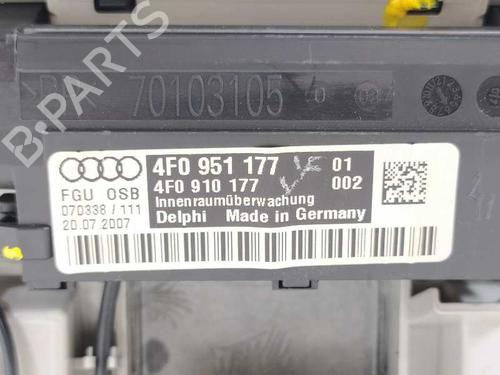 70103105
4F0 951 177 01
4F0 910 177 002
FGU OSB
Innenraumüberwachung
070338 / 111
Delphi Made in Germany
20.07.2007
B-PARTS